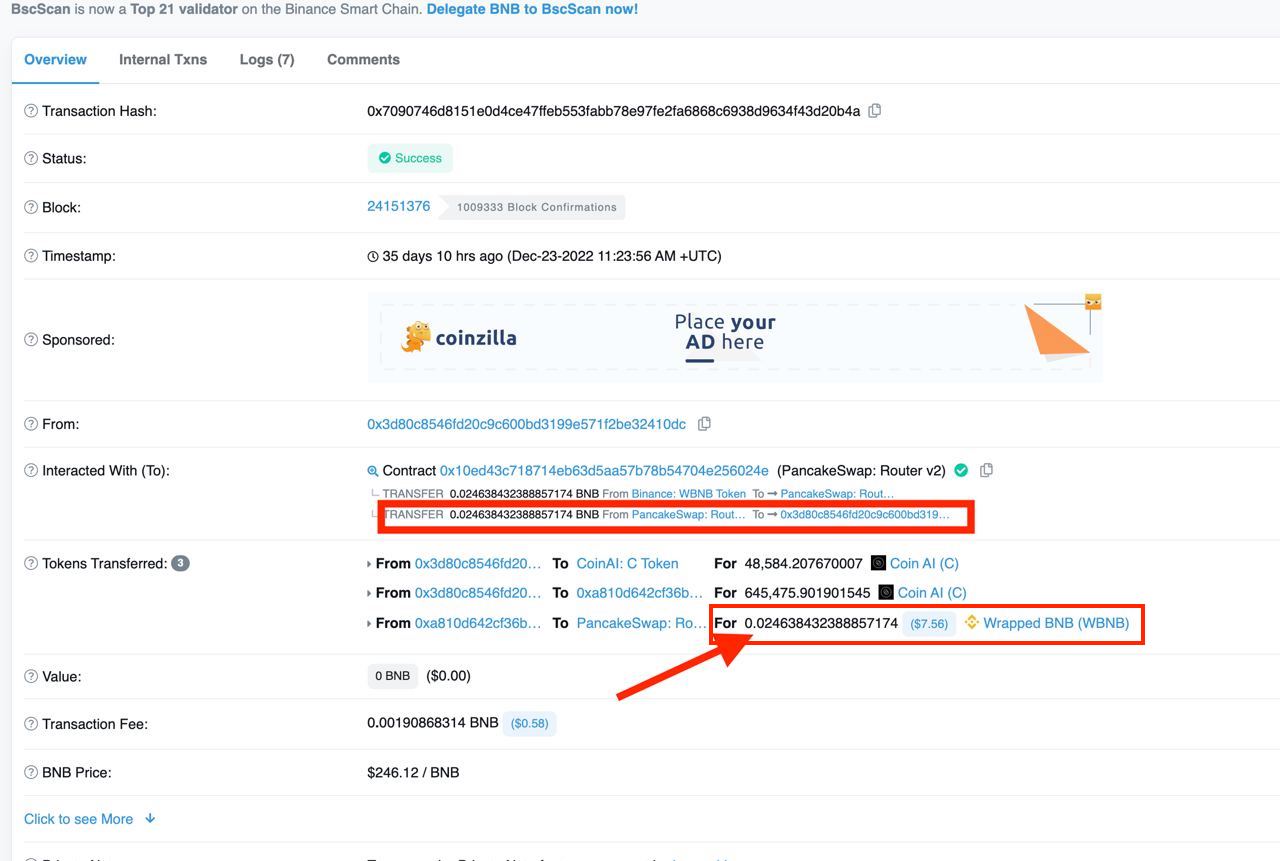 BscScan is now a Top 21 validator on the Binance Smart Chain. Delegate BNB to BscScan now!
Overview Internal Txns Logs (7) Comments
Transaction Hash: 0x7090746d8151e0d4ce47ffeb553fabb78e97fe2fa6868c6938d9634f43d20b4a
Status: Success
Block: 24151376 1009333 Block Confirmations
Timestamp: 35 days 10 hrs ago (Dec-23-2022 11:23:56 AM +UTC)
Sponsored: coinzilla Place your AD here
From: 0x3d80c8546fd20c9c600bd3199e571f2be32410dc
Interacted With (To): Contract 0x10ed43c718714eb63d5aa57b78b54704e256024e (PancakeSwap: Router v2)
TRANSFER 0.024638432388857174 BNB From Binance: WBNB Token To → PancakeSwap: Rout…
TRANSFER 0.024638432388857174 BNB From PancakeSwap: Rout… To → 0x3d80c8546fd20c9c600bd319…
Tokens Transferred: 3 From 0x3d80c8546fd20… To CoinAI: C Token For 48,584.207670007 Coin AI (C)
From 0x3d80c8546fd20… To 0xa810d642cf36b… For 645,475.901901545 Coin AI (C)
From 0xa810d642cf36b… To PancakeSwap: Ro… For 0.024638432388857174 ($7.56) Wrapped BNB (WBNB)
Value: 0 BNB ($0.00)
Transaction Fee: 0.00190868314 BNB ($0.58)
BNB Price: $246.12 / BNB
Click to see More